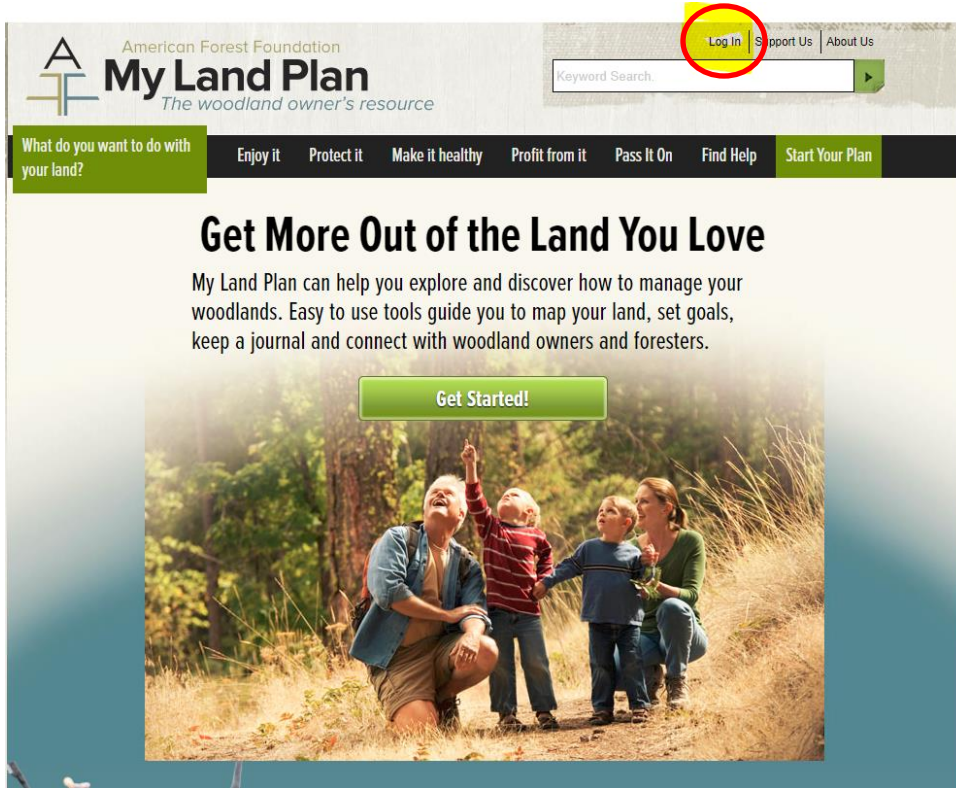 American Forest Foundation
My Land Plan
The woodland owner's resource
Log In Support Us About Us
Keyword Search.
What do you want to do with
your land?
Enjoy it Protect it Make it healthy Profit from it Pass It On Find Help Start Your Plan
Get More Out of the Land You Love
My Land Plan can help you explore and discover how to manage your
woodlands. Easy to use tools guide you to map your land, set goals,
keep a journal and connect with woodland owners and foresters.
Get Started!